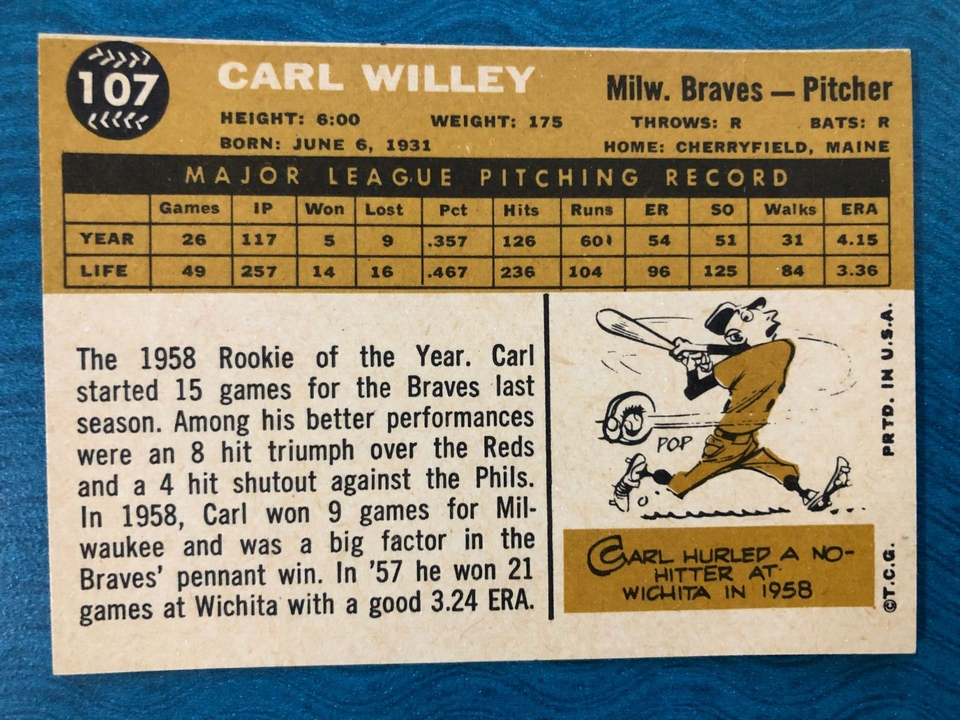 107
CARL WILLEY
Milw. Braves — Pitcher
HEIGHT: 6:00 WEIGHT: 175 THROWS: R BATS: R
BORN: JUNE 6, 1931 HOME: CHERRYFIELD, MAINE
MAJOR LEAGUE PITCHING RECORD
Games IP Won Lost Pct Hits Runs ER SO Walks ERA
YEAR 26 117 5 9 .357 126 60 54 51 31 4.15
LIFE 49 257 14 16 .467 236 104 96 125 84 3.36
The 1958 Rookie of the Year. Carl
started 15 games for the Braves last
season. Among his better performances
were an 8 hit triumph over the Reds
and a 4 hit shutout against the Phils.
In 1958, Carl won 9 games for Mil-
waukee and was a big factor in the
Braves' pennant win. In '57 he won 21
games at Wichita with a good 3.24 ERA.
POP
CARL HURLED A NO-
HITTER AT
WICHITA IN 1958
PRTD. IN U.S.A.
©T.C.G.